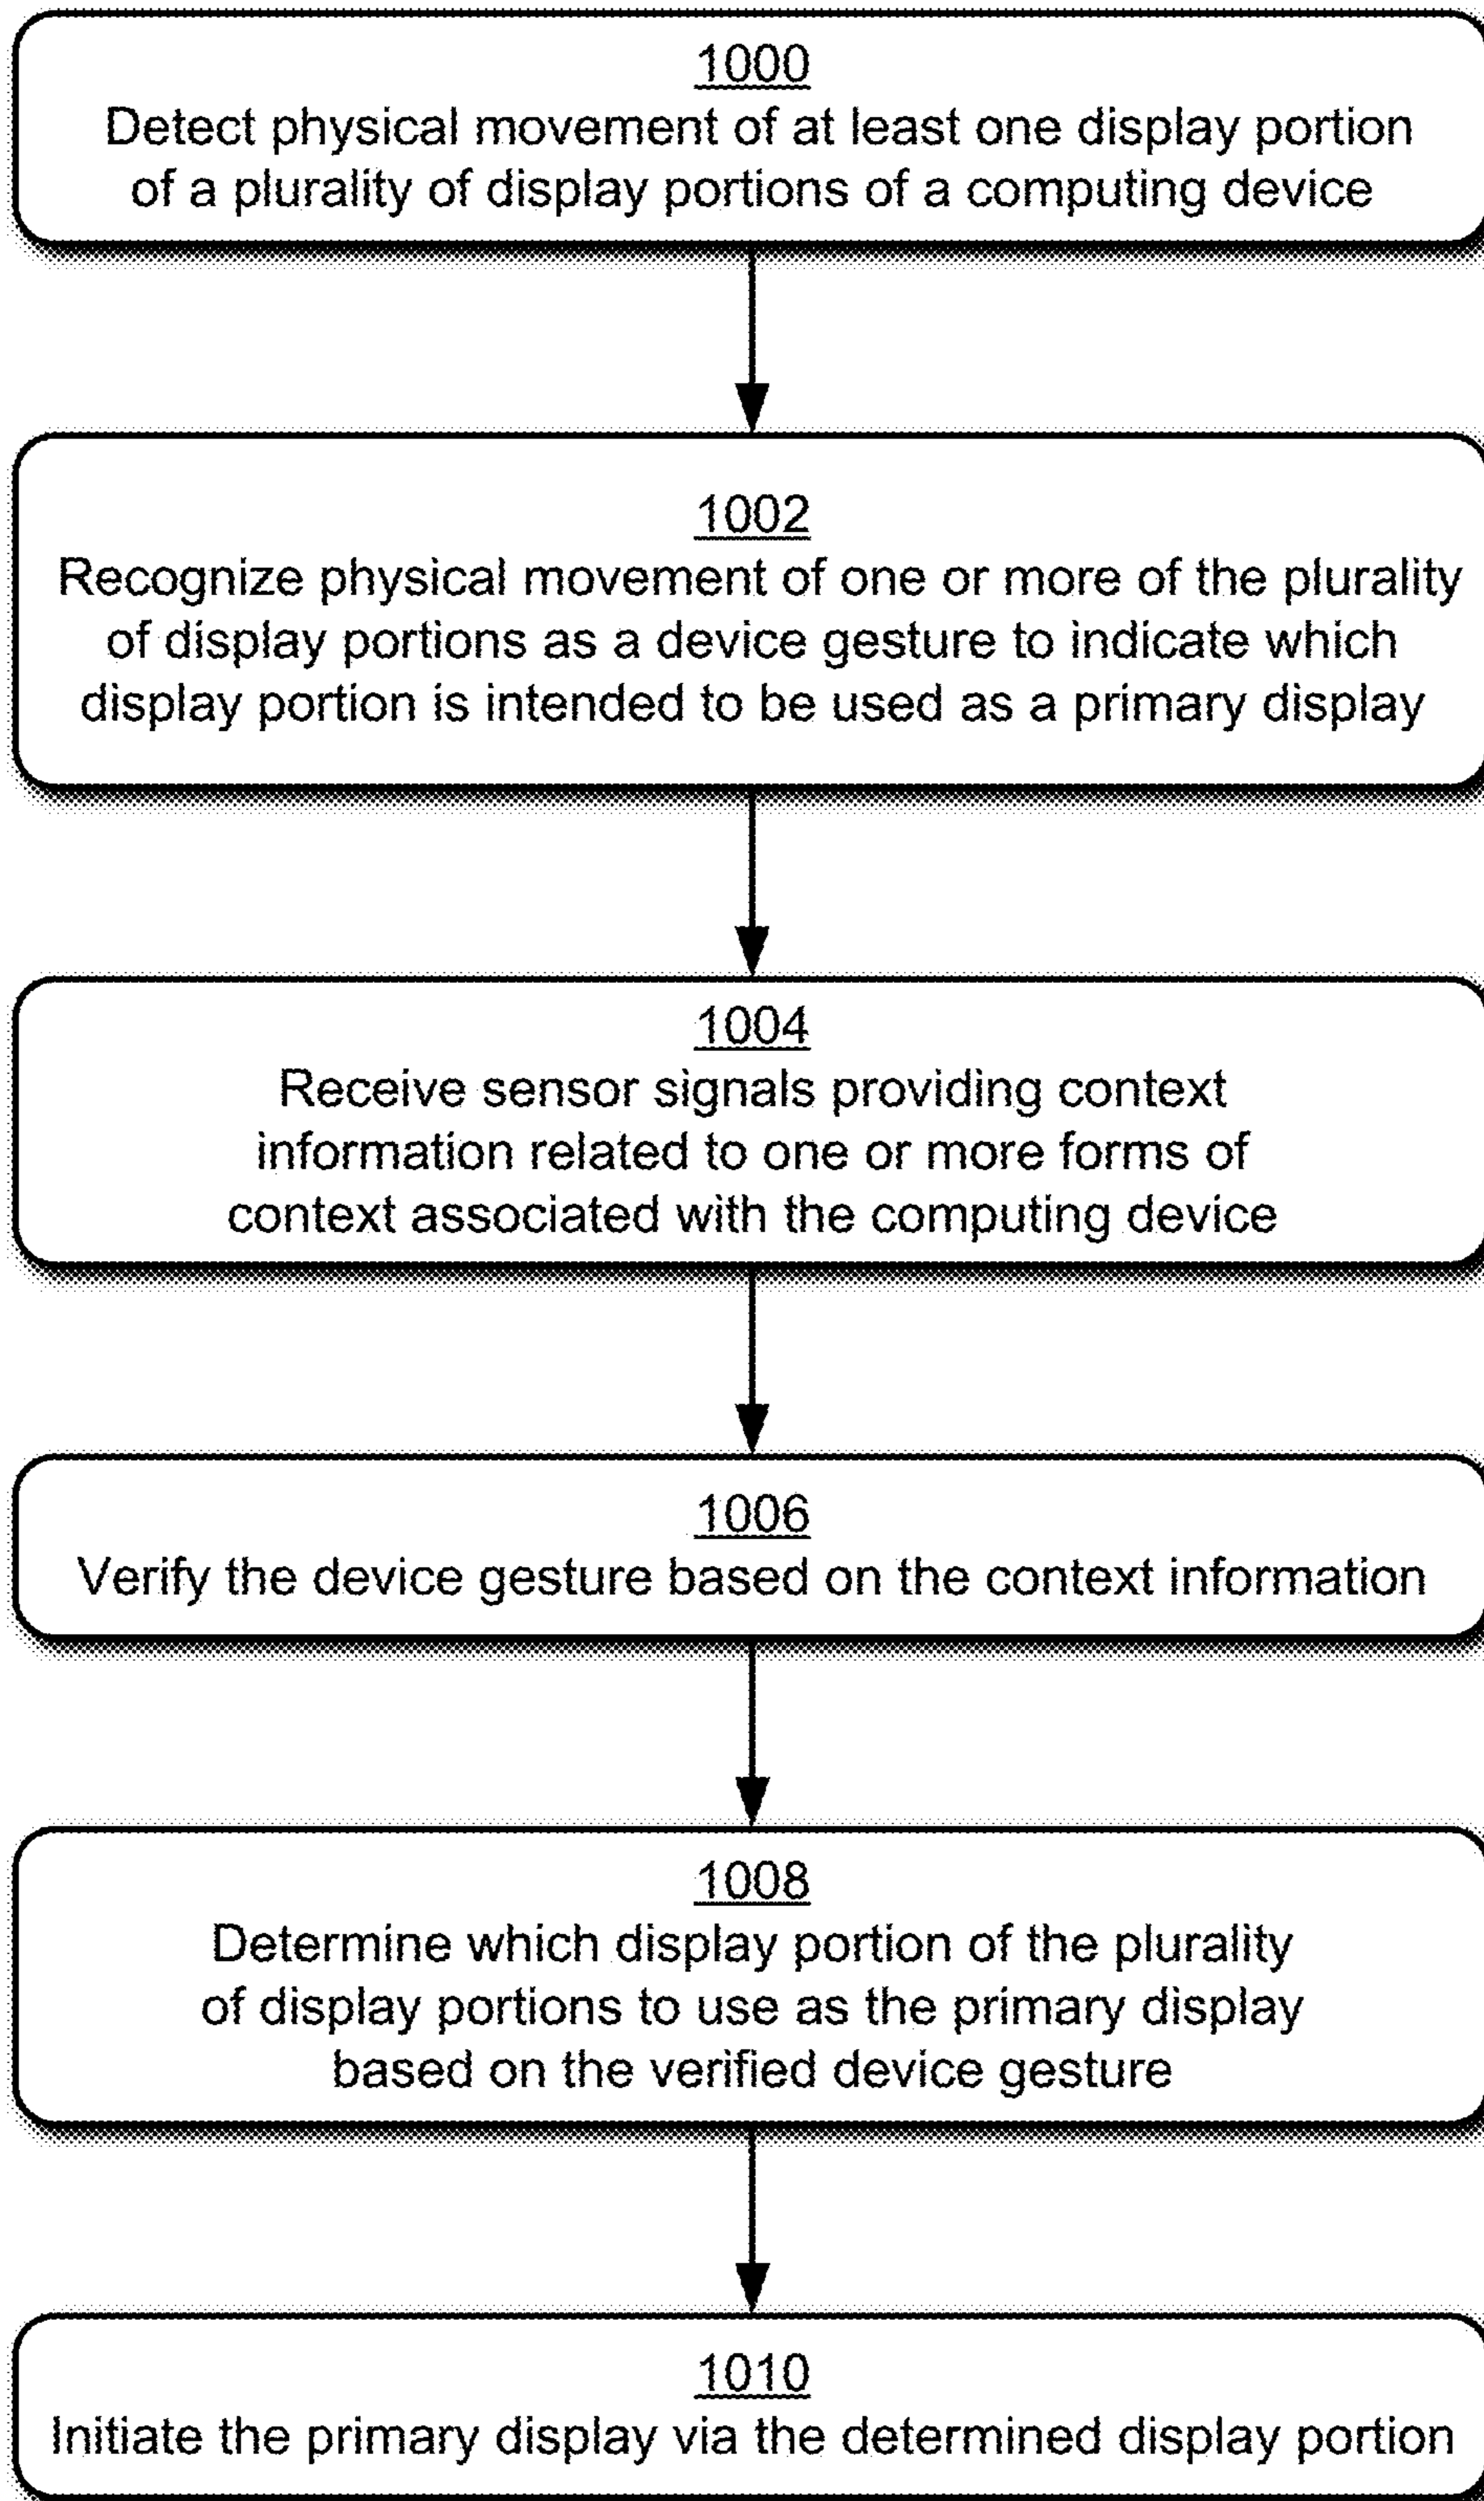 1000
Detect physical movement of at least one display portion
of a plurality of display portions of a computing device
1002
Recognize physical movement of one or more of the plurality
of display portions as a device gesture to indicate which
display portion is intended to be used as a primary display
1004
Receive sensor signals providing context
information related to one or more forms of
context associated with the computing device
1006
Verify the device gesture based on the context information
1008
Determine which display portion of the plurality
of display portions to use as the primary display
based on the verified device gesture
1010
Initiate the primary display via the determined display portion